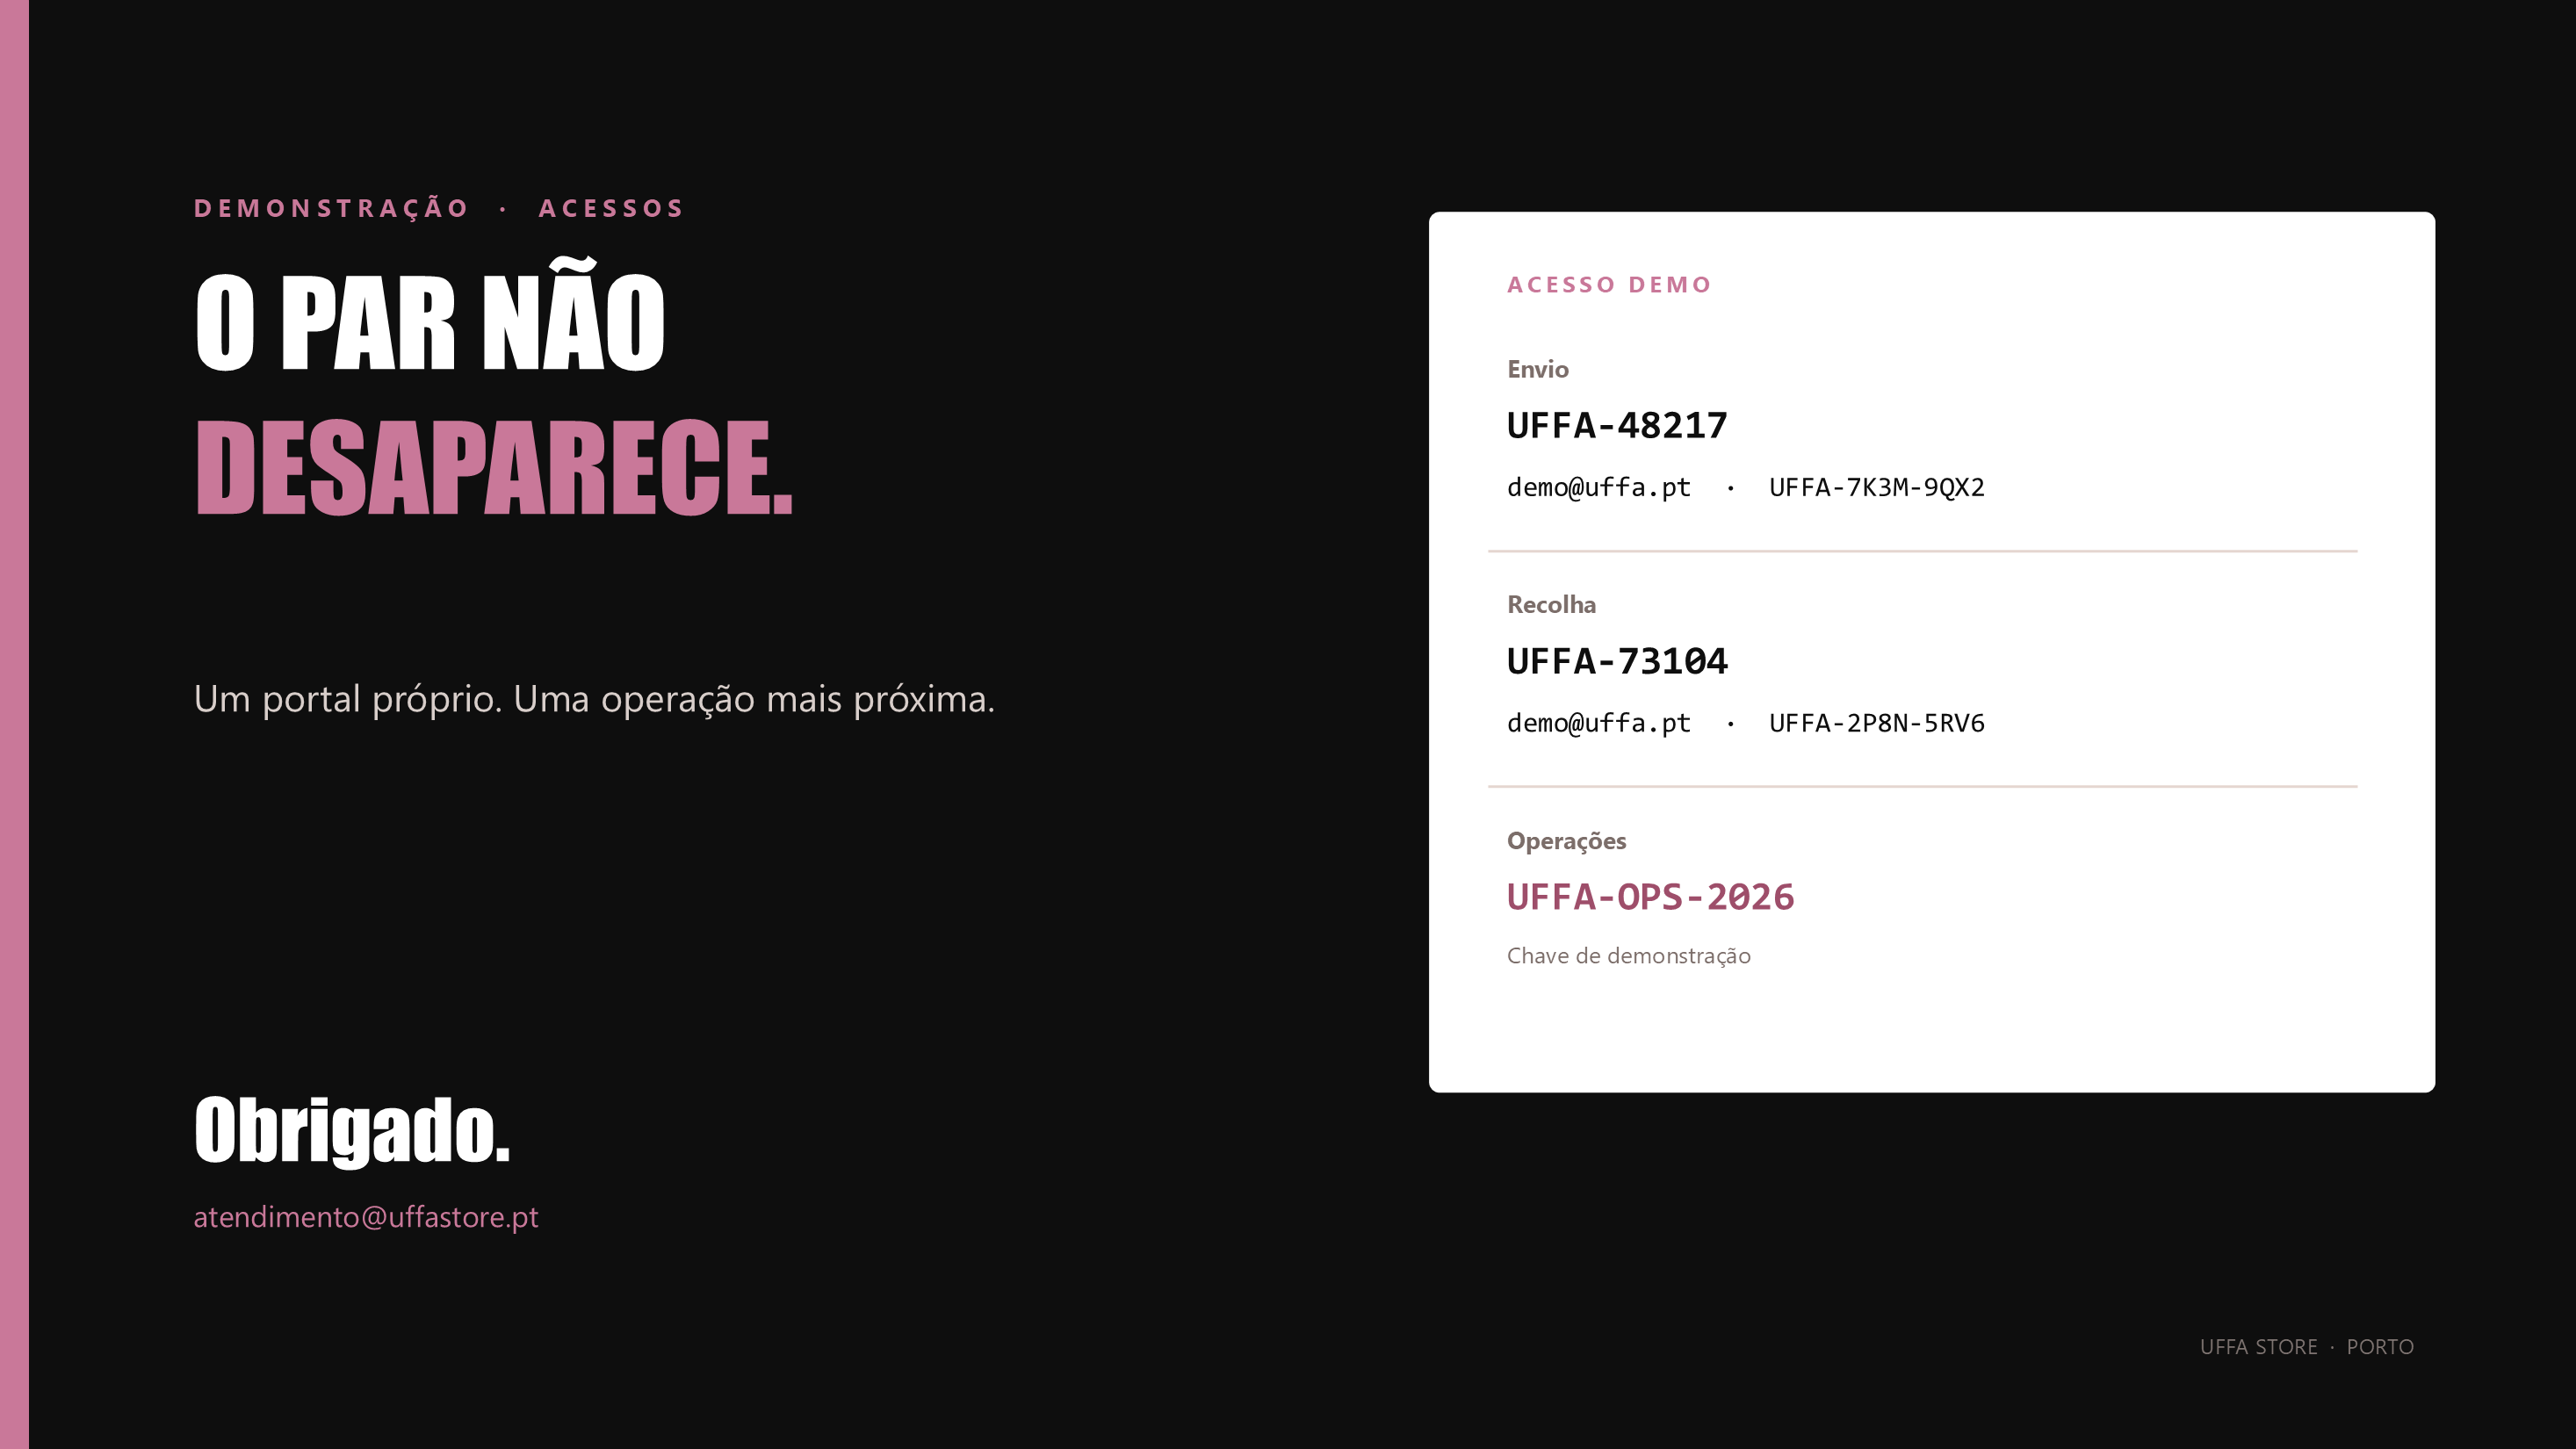 DEMONSTRAÇÃO · ACESSOS
O PAR NÃO
DESAPARECE.
Um portal próprio. Uma operação mais próxima.
Obrigado.
atendimento@uffastore.pt
ACESSO DEMO
Envio
UFFA-48217
demo@uffa.pt · UFFA-7K3M-9QX2
Recolha
UFFA-73104
demo@uffa.pt · UFFA-2P8N-5RV6
Operações
UFFA-OPS-2026
Chave de demonstração
UFFA STORE · PORTO